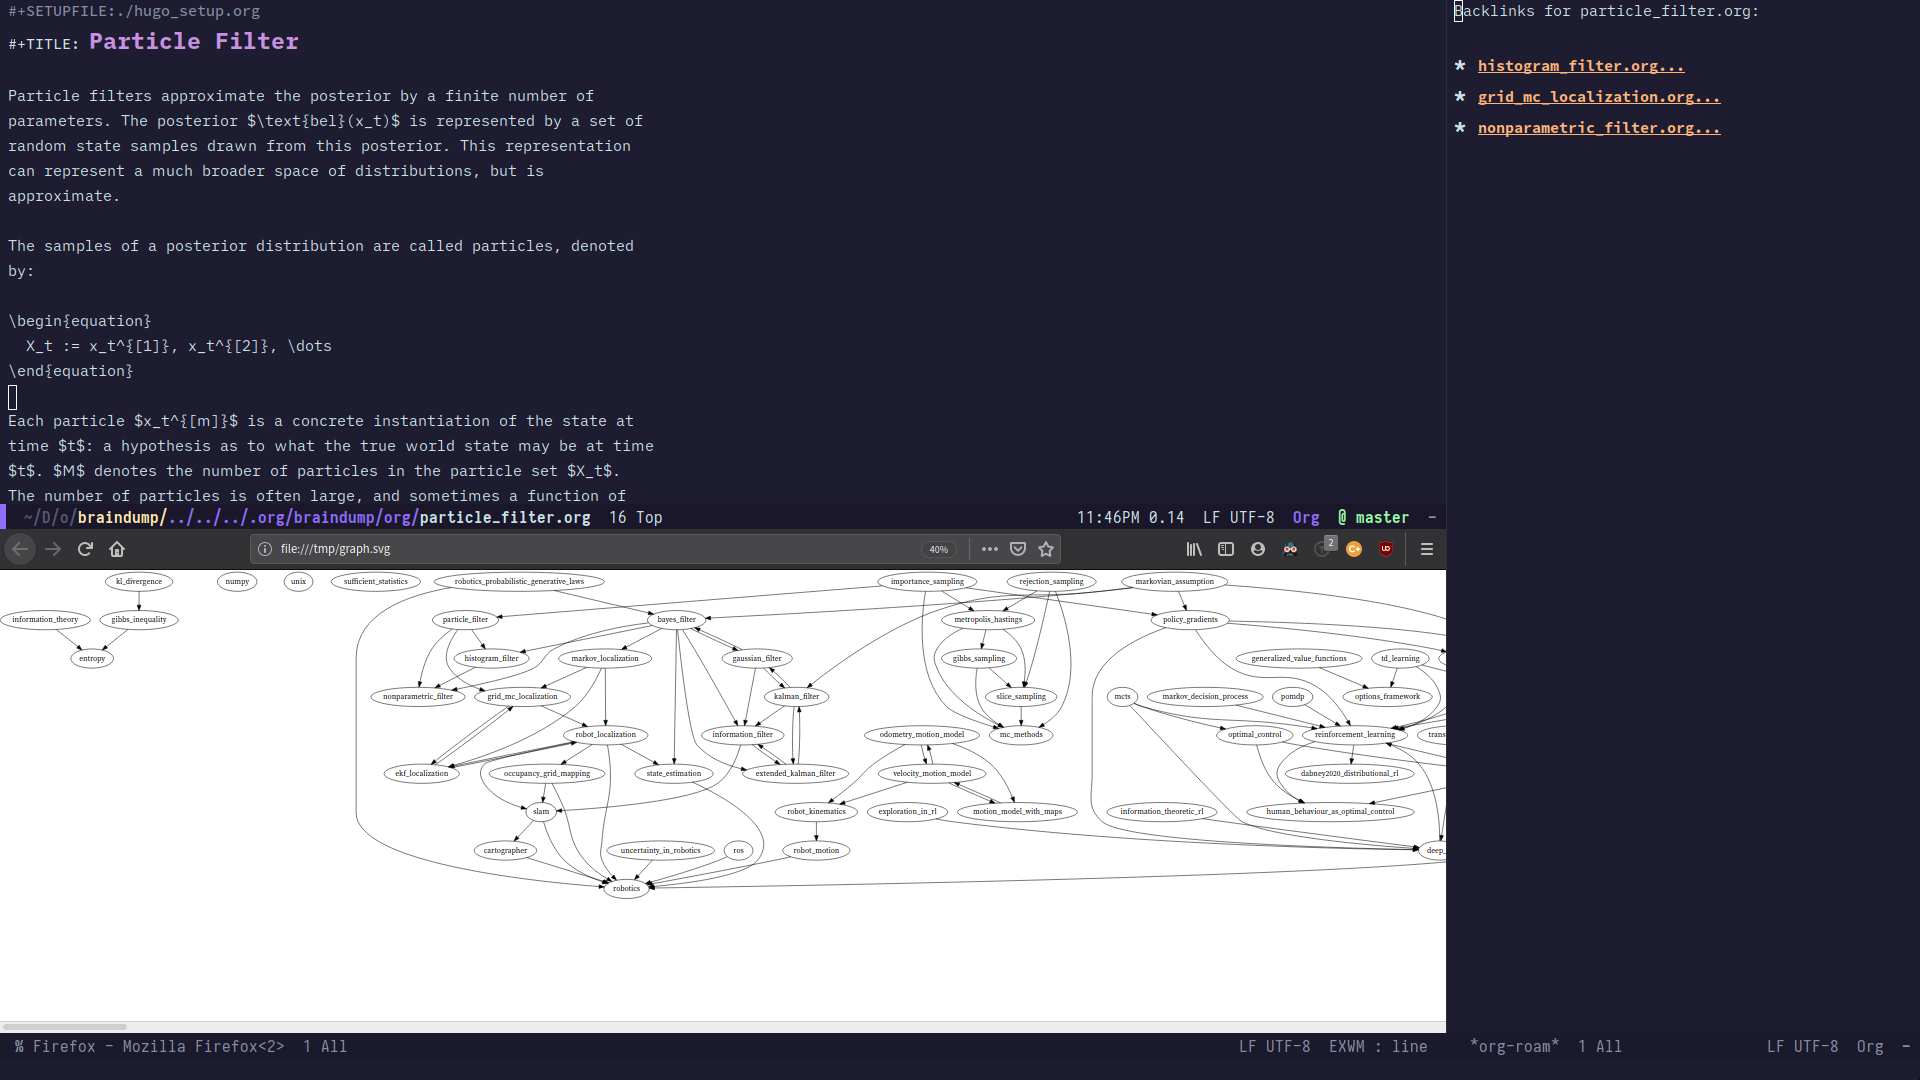 #+SETUPFILE:./hugo_setup.org
#+TITLE: Particle Filter
Particle filters approximate the posterior by a finite number of
parameters. The posterior $\text{bel}(x_t)$ is represented by a set of
random state samples drawn from this posterior. This representation
can represent a much broader space of distributions, but is
approximate.
The samples of a posterior distribution are called particles, denoted
by:
\begin{equation}
X_t := x_t^{[1]}, x_t^{[2]}, \dots
\end{equation}
Each particle $x_t^{[m]}$ is a concrete instantiation of the state at
time $t$: a hypothesis as to what the true world state may be at time
$t$. $M$ denotes the number of particles in the particle set $X_t$.
The number of particles is often large, and sometimes a function of
~/D/o/braindump/../../../.org/braindump/org/particle_filter.org 16 Top 11:46PM 0.14 LF UTF-8 Org @ master -
Backlinks for particle_filter.org:
* histogram_filter.org...
* grid_mc_localization.org...
* nonparametric_filter.org...
file:///tmp/graph.svg 40% 2
kl_divergence numpy unix sufficient_statistics robotics_probabilistic_generative_laws importance_sampling rejection_sampling markovian_assumption
information_theory gibbs_inequality particle_filter bayes_filter metropolis_hastings policy_gradients
entropy histogram_filter markov_localization gaussian_filter gibbs_sampling generalized_value_functions td_learning
nonparametric_filter grid_mc_localization kalman_filter slice_sampling mcts markov_decision_process pomdp options_framework
robot_localization information_filter odometry_motion_model mc_methods optimal_control reinforcement_learning trans
ekf_localization occupancy_grid_mapping state_estimation extended_kalman_filter velocity_motion_model dabney2020_distributional_rl
slam robot_kinematics exploration_in_rl motion_model_with_maps information_theoretic_rl human_behaviour_as_optimal_control
cartographer uncertainty_in_robotics ros robot_motion deep_
robotics
% Firefox - Mozilla Firefox<2> 1 All LF UTF-8 EXWM : line
*org-roam* 1 All LF UTF-8 Org -